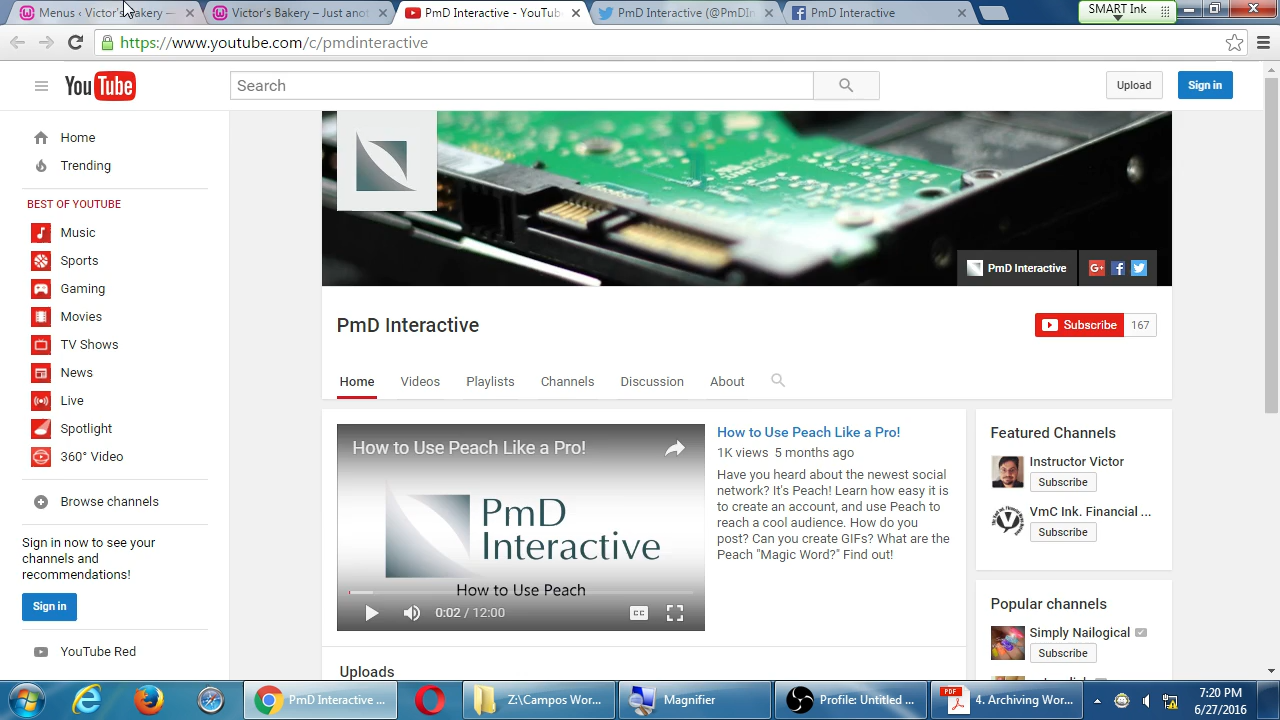 Menus ‹ Victor's Bakery —
Victor's Bakery – Just anot
PmD Interactive - YouTub
PmD Interactive (@PmDIn
PmD Interactive
SMART Ink
https://www.youtube.com/c/pmdinteractive
YouTube
Search
Upload
Sign in
Home
Trending
BEST OF YOUTUBE
Music
Sports
Gaming
Movies
TV Shows
News
Live
Spotlight
360° Video
Browse channels
Sign in now to see your
channels and
recommendations!
Sign in
YouTube Red
PmD Interactive
G+
PmD Interactive
Subscribe
167
Home
Videos
Playlists
Channels
Discussion
About
How to Use Peach Like a Pro!
PmD
Interactive
How to Use Peach
0:02 / 12:00
CC
How to Use Peach Like a Pro!
1K views 5 months ago
Have you heard about the newest social
network? It's Peach! Learn how easy it is
to create an account, and use Peach to
reach a cool audience. How do you
post? Can you create GIFs? What are the
Peach "Magic Word?" Find out!
Featured Channels
Instructor Victor
Subscribe
VmC Ink. Financial ...
Subscribe
Popular channels
Simply Nailogical
Subscribe
Uploads
PmD Interactive ...
Z:\Campos Wor...
Magnifier
Profile: Untitled ...
PDF
4. Archiving Wor...
7:20 PM
6/27/2016